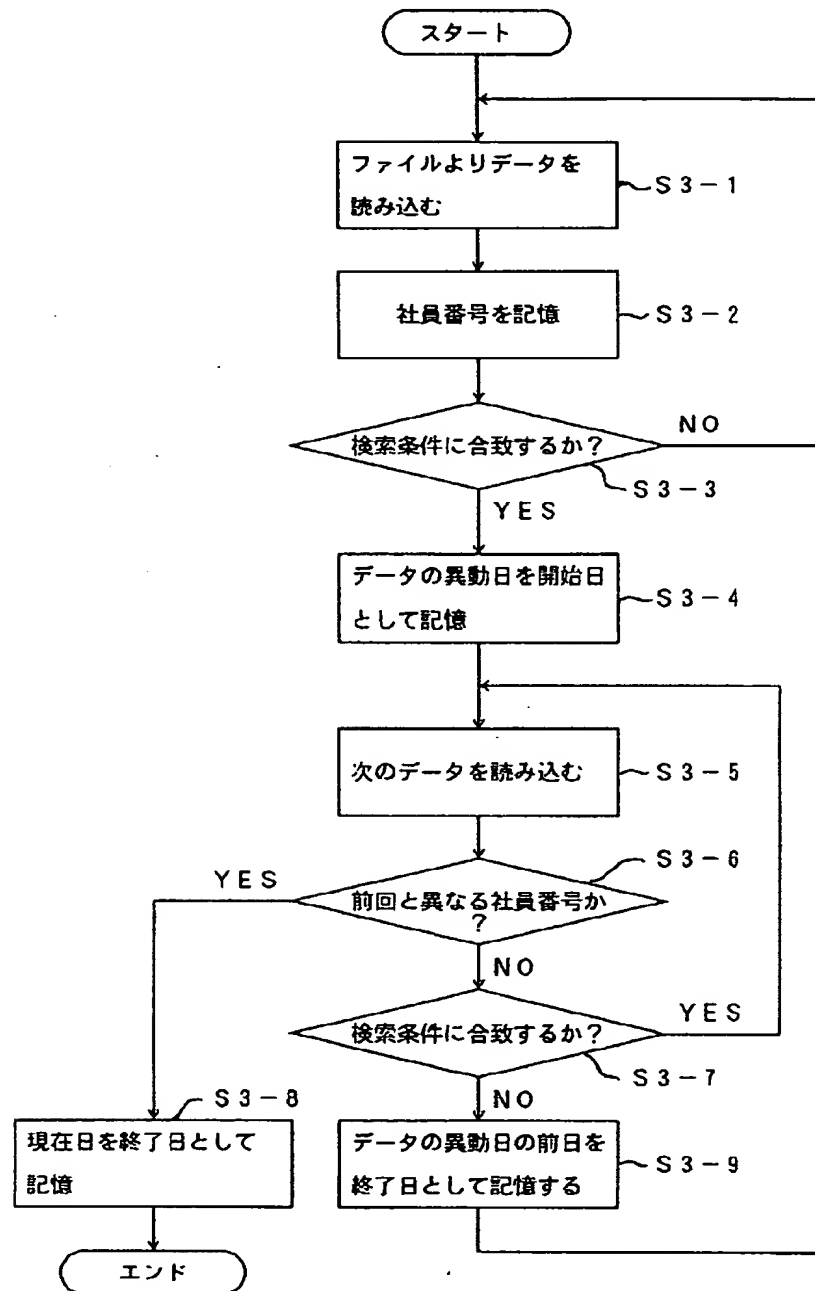 スタート
ファイルよりデータを
読み込む
S3-1
社員番号を記憶
S3-2
検索条件に合致するか?
NO
S3-3
YES
データの異動日を開始日
として記憶
S3-4
次のデータを読み込む
S3-5
S3-6
YES
前回と異なる社員番号か
?
NO
検索条件に合致するか?
YES
S3-7
NO
S3-8
現在日を終了日として
記憶
データの異動日の前日を
終了日として記憶する
S3-9
エンド